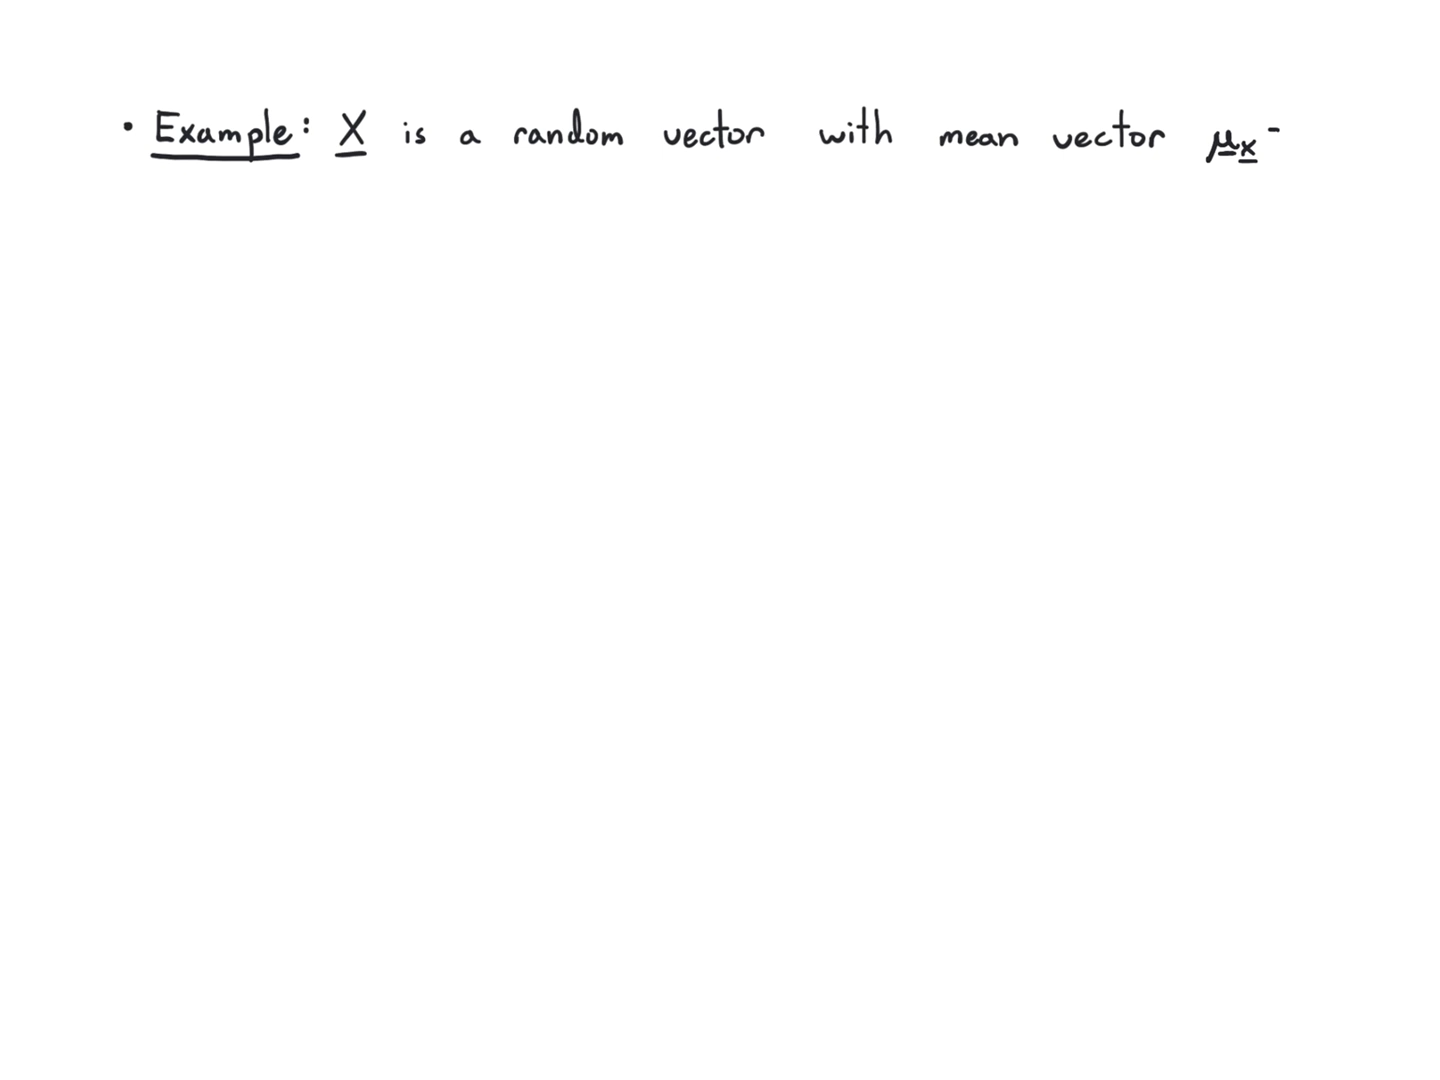 • Example: X is a random vector with mean vector μx -